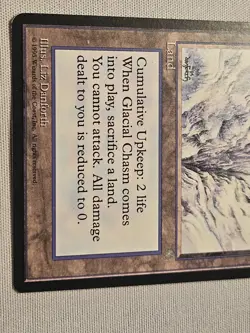 Land
Cumulative Upkeep: 2 life
When Glacial Chasm comes
into play, sacrifice a land.
You cannot attack. All damage
dealt to you is reduced to 0.
Illus. Liz Danforth
© 1995 Wizards of the Coast, Inc. All rights reserved.